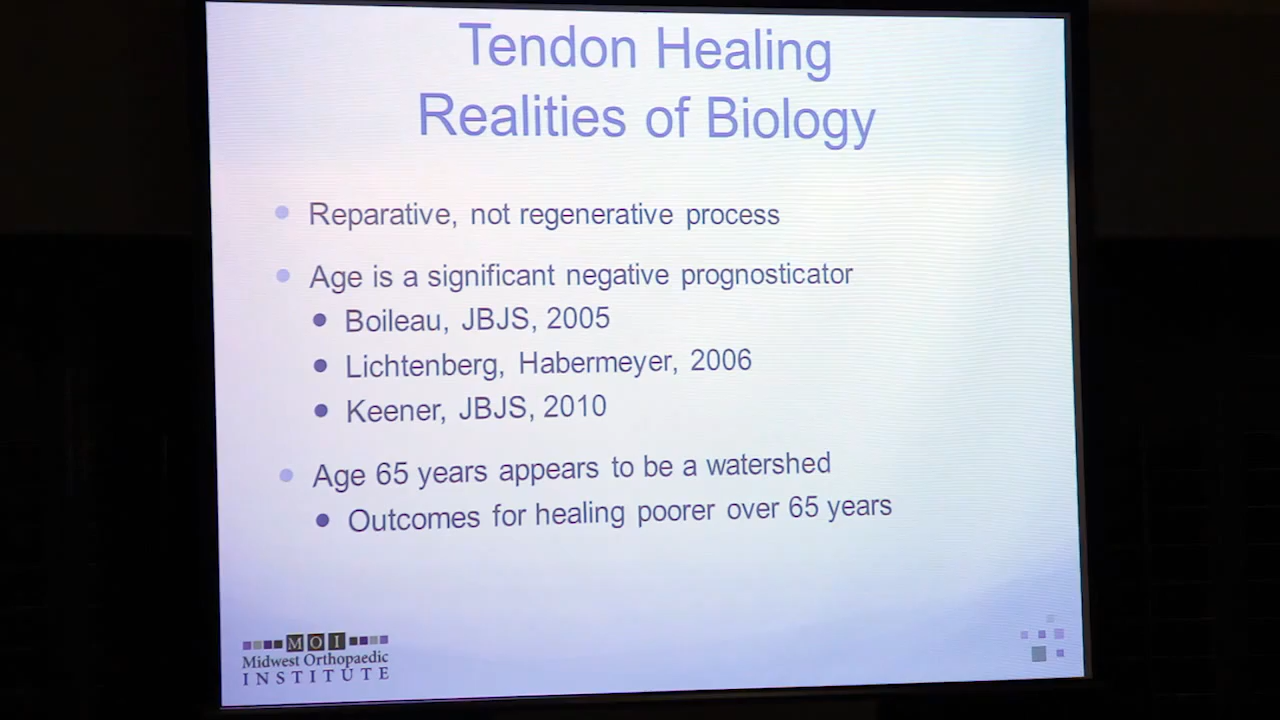 Tendon Healing
Realities of Biology
Reparative, not regenerative process
Age is a significant negative prognosticator
Boileau, JBJS, 2005
Lichtenberg, Habermeyer, 2006
Keener, JBJS, 2010
Age 65 years appears to be a watershed
Outcomes for healing poorer over 65 years
MOI
Midwest Orthopaedic
INSTITUTE